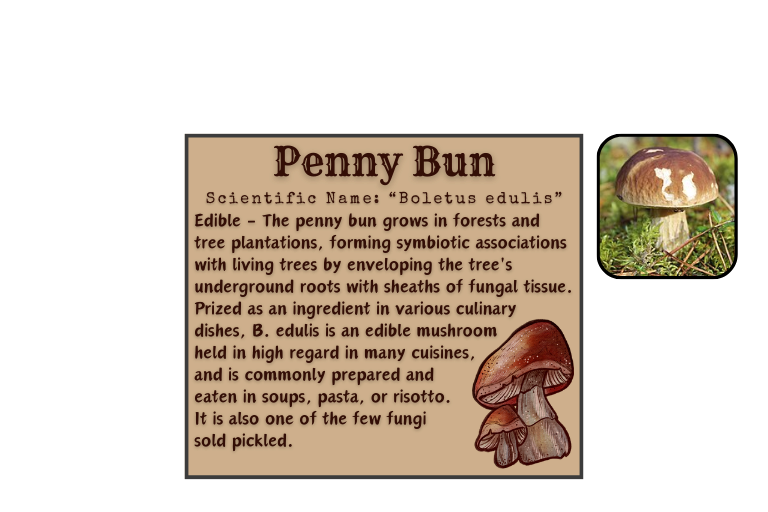 Penny Bun
Scientific Name: “Boletus edulis”
Edible – The penny bun grows in forests and
tree plantations, forming symbiotic associations
with living trees by enveloping the tree's
underground roots with sheaths of fungal tissue.
Prized as an ingredient in various culinary
dishes, B. edulis is an edible mushroom
held in high regard in many cuisines,
and is commonly prepared and
eaten in soups, pasta, or risotto.
It is also one of the few fungi
sold pickled.